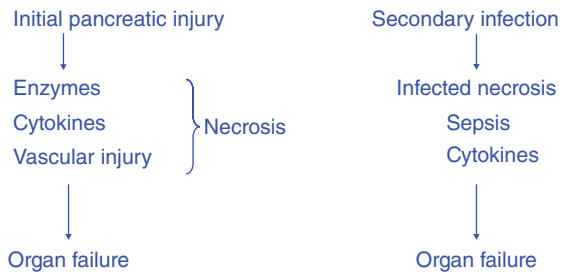 Initial pancreatic injury
Enzymes
Cytokines
Vascular injury
Necrosis
Organ failure
Secondary infection
Infected necrosis
Sepsis
Cytokines
Organ failure